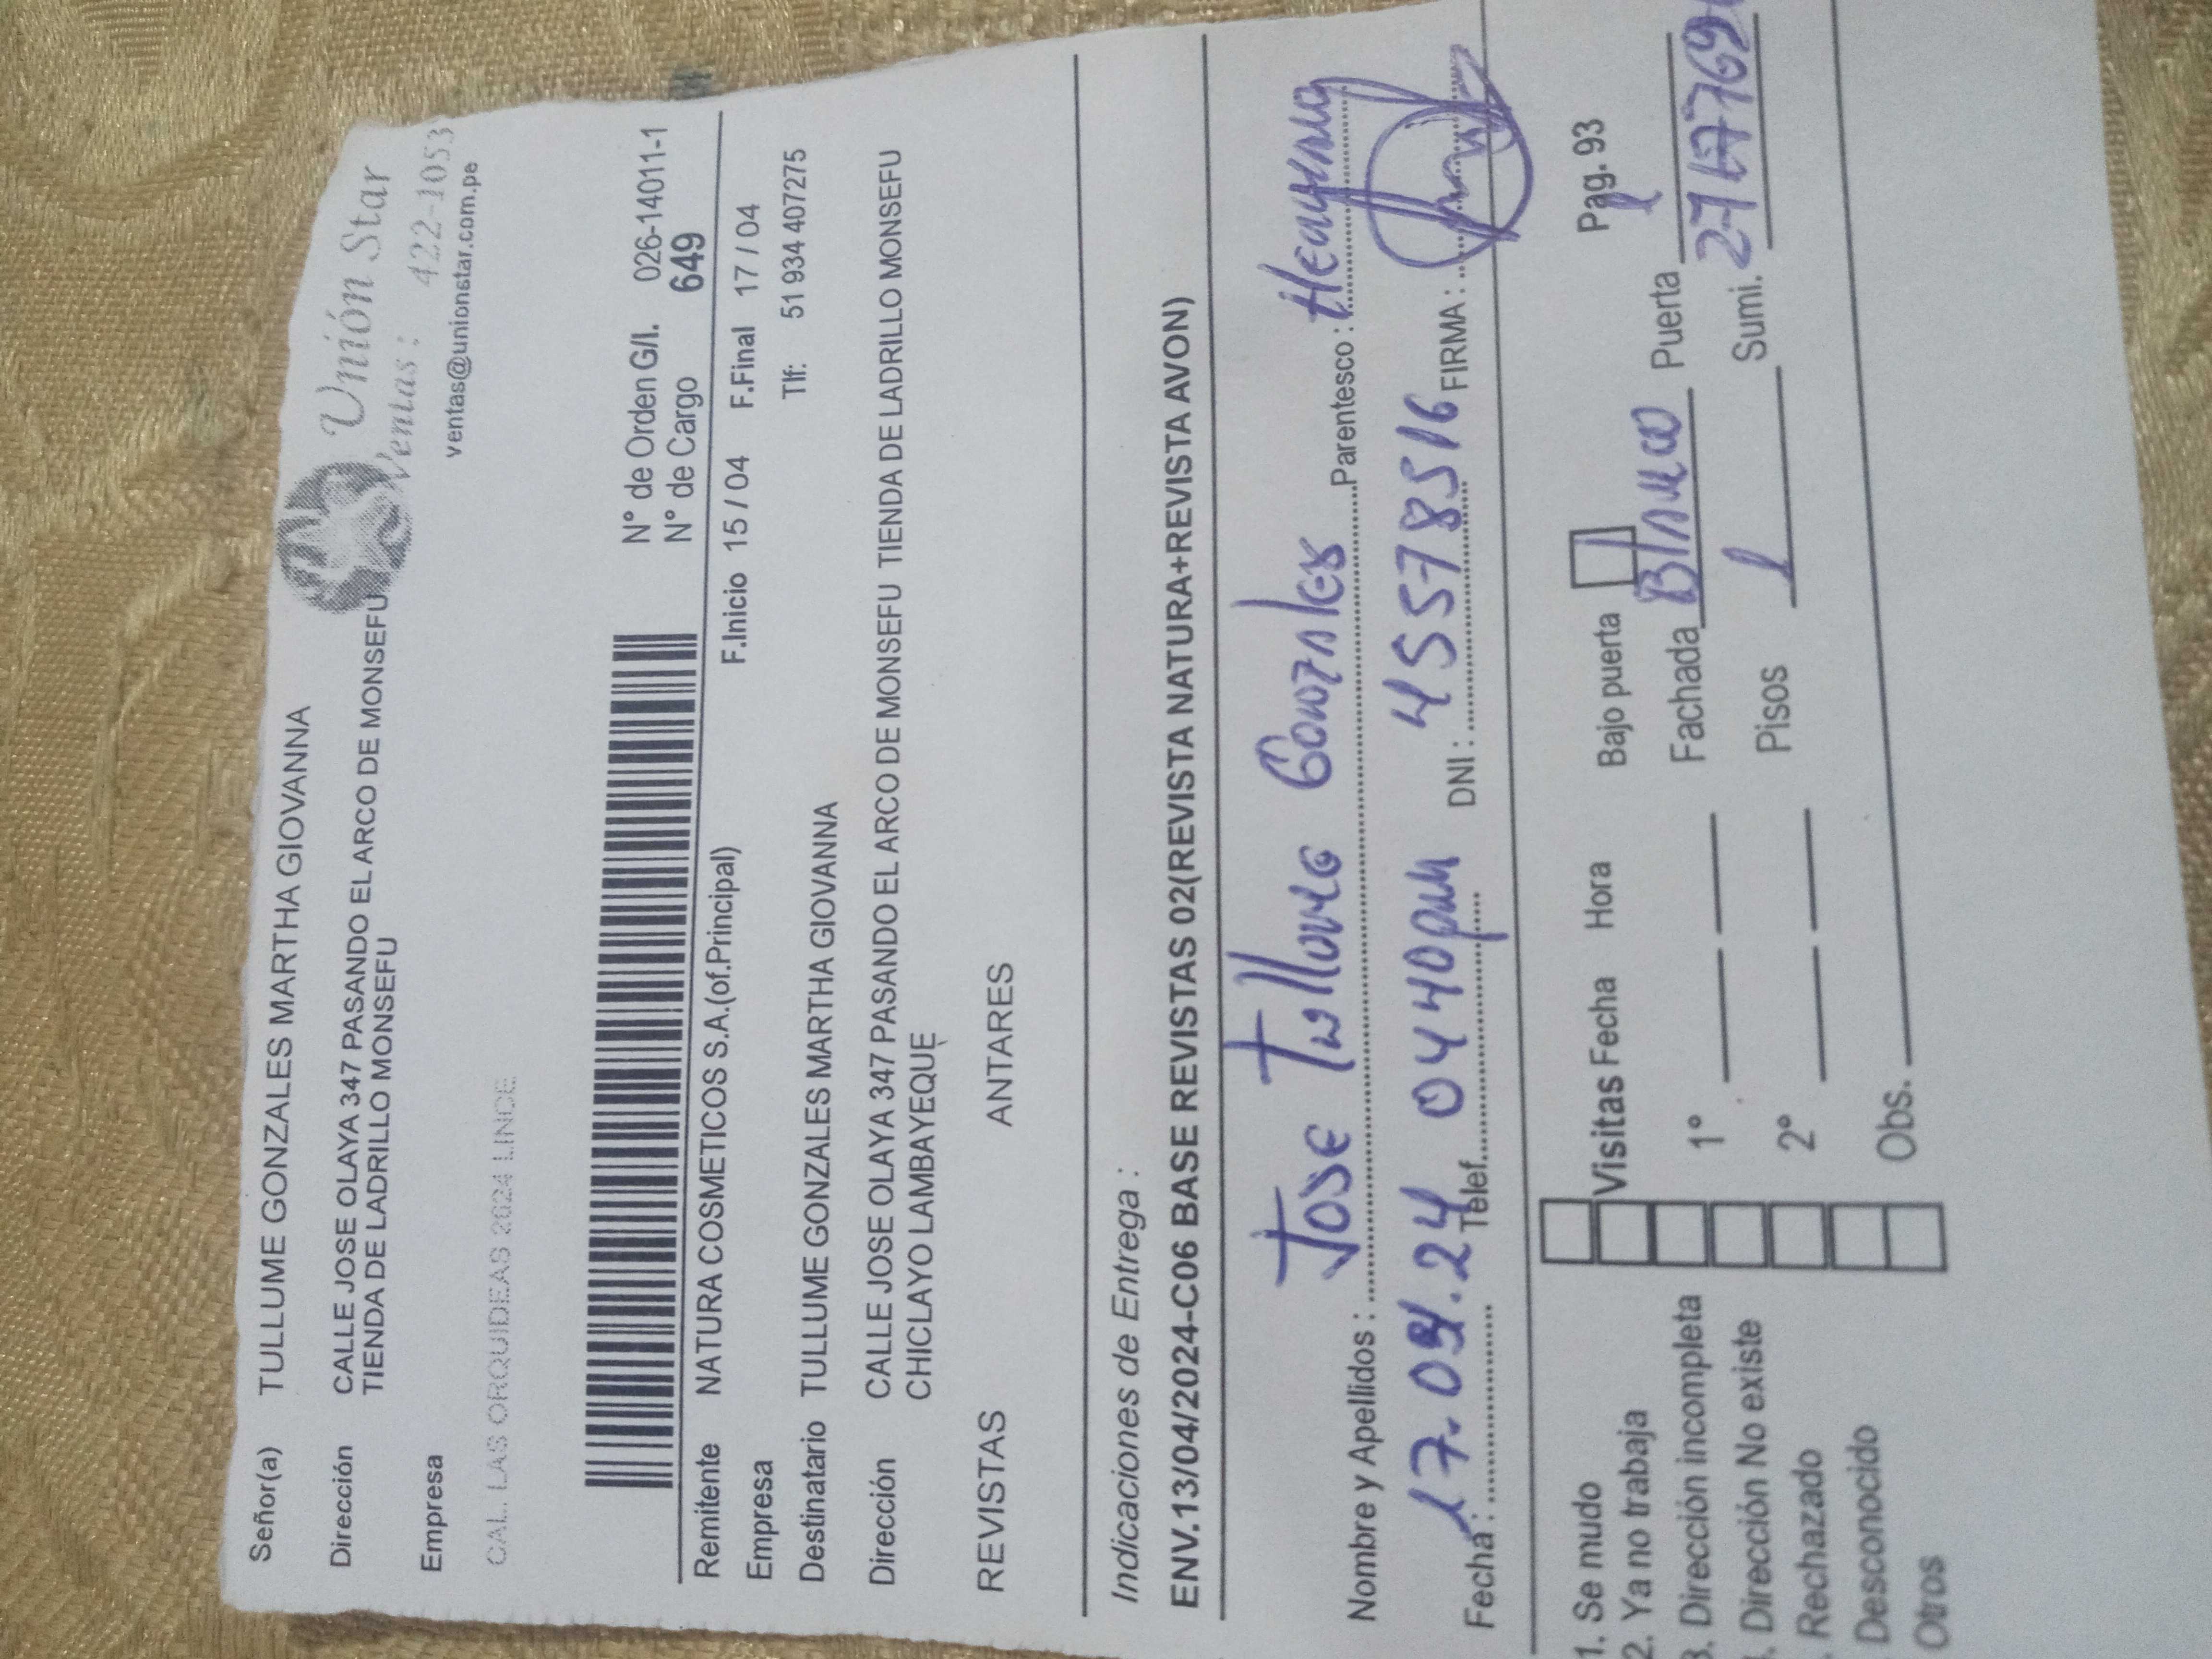 Señor(a) TULLUME GONZALES MARTHA GIOVANNA
Unión Star
Ventas: 422-1053
ventas@unionstar.com.pe
Dirección CALLE JOSE OLAYA 347 PASANDO EL ARCO DE MONSEFU
TIENDA DE LADRILLO MONSEFU
Empresa
CAL. LAS ORQUIDEAS 2624 LINCE
N° de Orden G/I. 026-14011-1
N° de Cargo 649
Remitente NATURA COSMETICOS S.A.(of.Principal)
F.Inicio 15 / 04 F.Final 17 / 04
Empresa
Tlf: 51 934 407275
Destinatario TULLUME GONZALES MARTHA GIOVANNA
Dirección CALLE JOSE OLAYA 347 PASANDO EL ARCO DE MONSEFU TIENDA DE LADRILLO MONSEFU
CHICLAYO LAMBAYEQUE
REVISTAS ANTARES
Indicaciones de Entrega :
ENV.13/04/2024-C06 BASE REVISTAS 02(REVISTA NATURA+REVISTA AVON)
Nombre y Apellidos : Jose Tullume Gonzales Parentesco :
Fecha : 17.04.24 Telef. 0440pm DNI : 45578516 FIRMA :
1. Se mudo
2. Ya no trabaja
3. Dirección incompleta
. Dirección No existe
Rechazado
Desconocido
Otros
Visitas Fecha Hora
1°
2°
Obs.
Bajo puerta Pag. 93
Fachada Blanco Puerta
Pisos 1 Sumi.